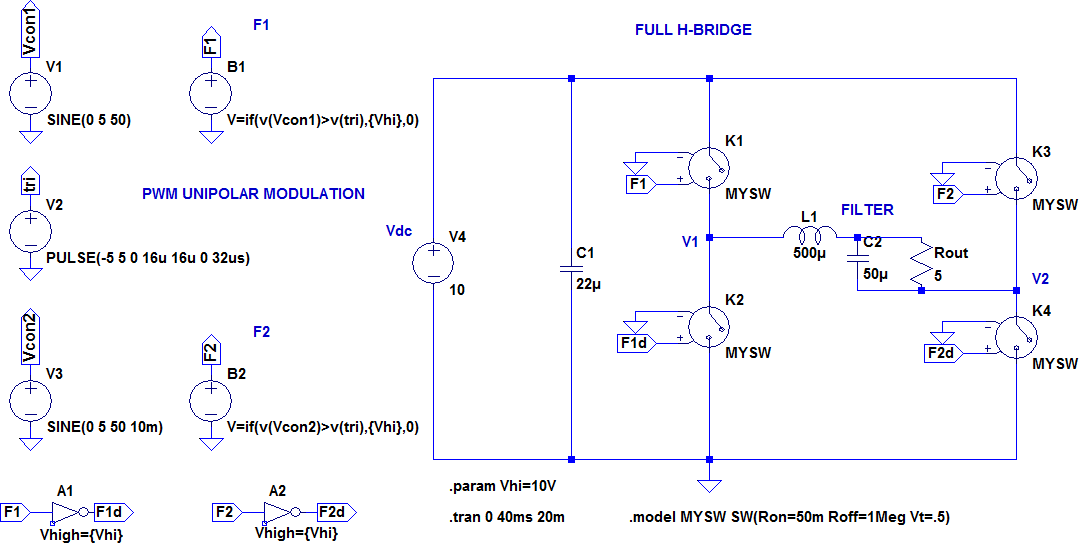 Vcon1
V1
SINE(0 5 50)
F1
F1
B1
V=if(v(Vcon1)>v(tri),{Vhi},0)
tri
V2
PULSE(-5 5 0 16u 16u 0 32us)
PWM UNIPOLAR MODULATION
Vcon2
V3
SINE(0 5 50 10m)
F2
F2
B2
V=if(v(Vcon2)>v(tri),{Vhi},0)
F1
A1
F1d
Vhigh={Vhi}
F2
A2
F2d
Vhigh={Vhi}
FULL H-BRIDGE
Vdc
V4
10
C1
22µ
K1
F1
MYSW
V1
K2
F1d
MYSW
L1
500µ
FILTER
C2
50µ
Rout
5
K3
F2
MYSW
V2
K4
F2d
MYSW
.param Vhi=10V
.tran 0 40ms 20m
.model MYSW SW(Ron=50m Roff=1Meg Vt=.5)